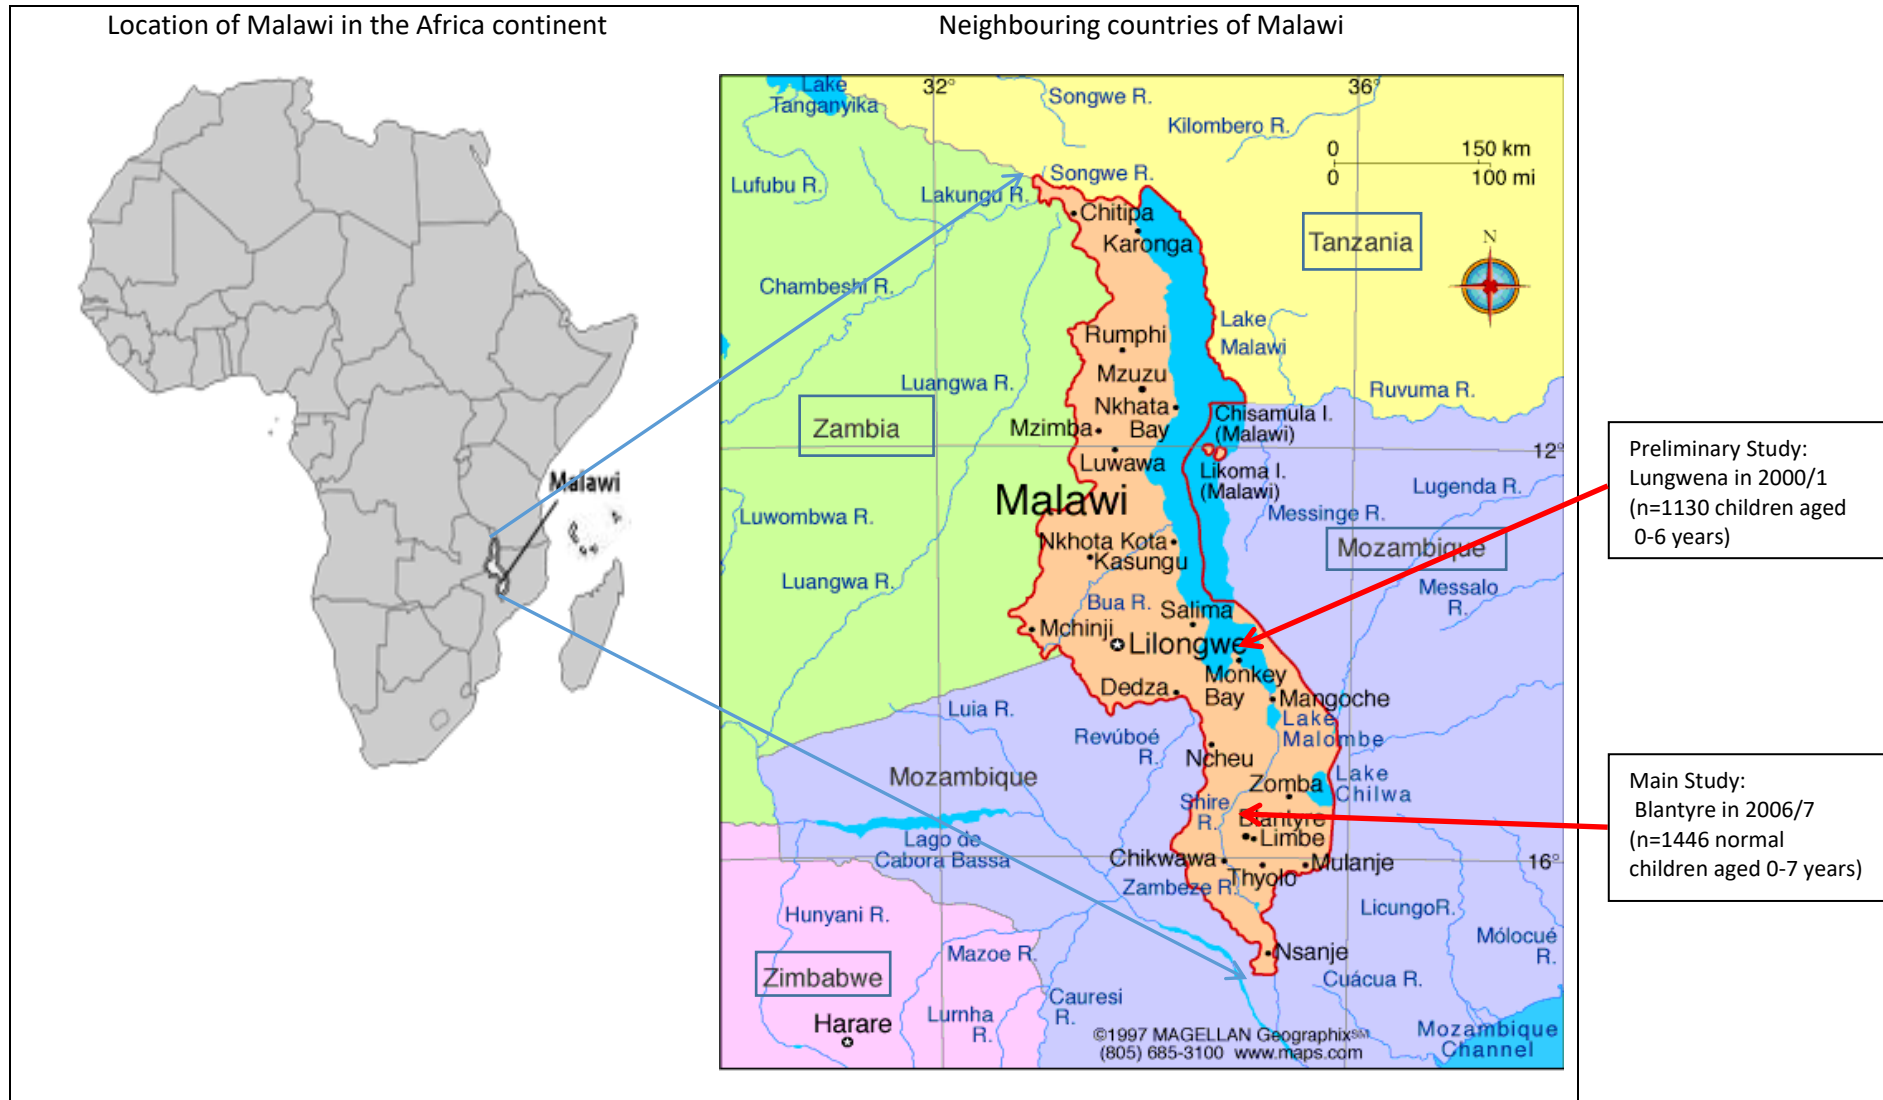 Location of Malawi in the Africa continent
Neighbouring countries of Malawi
Malawi
Lake
Tanganyika
32°
36°
Songwe R.
Kilombero R.
0 150 km
0 100 mi
Lufubu R.
Lakungu R.
Songwe R.
Chitipa
Karonga
Tanzania
N
Chambeshi R.
Rumphi
Lake
Malawi
Mzuzu
Luangwa R.
Ruvuma R.
Nkhata
Bay
Chisamula I.
(Malawi)
Zambia
Mzimba
12°
Luwawa
Likoma I.
(Malawi)
Malawi
Lugenda R.
Luwombwa R.
Messinge R.
Nkhota Kota
Kasungu
Mozambique
Luangwa R.
Messalo
R.
Bua R.
Salima
Mchinji
Lilongwe
Monkey
Bay
Dedza
Mangoche
Luia R.
Lake
Malombe
Revúboé
R.
Ncheu
Mozambique
Zomba
Lake
Chilwa
Shire
R.
Blantyre
Limbe
Lago de
Cabora Bassa
Chikwawa
Mulanje
16°
Thyolo
Zambeze R.
Hunyani R.
LicungoR.
Mazoe R.
Mólocué
R.
Nsanje
Zimbabwe
Cuácua R.
Cauresi
R.
Lurnha
R.
Harare
©1997 MAGELLAN Geographix℠
(805) 685-3100 www.maps.com
Mozambique
Channel
Preliminary Study:
Lungwena in 2000/1
(n=1130 children aged
0-6 years)
Main Study:
Blantyre in 2006/7
(n=1446 normal
children aged 0-7 years)